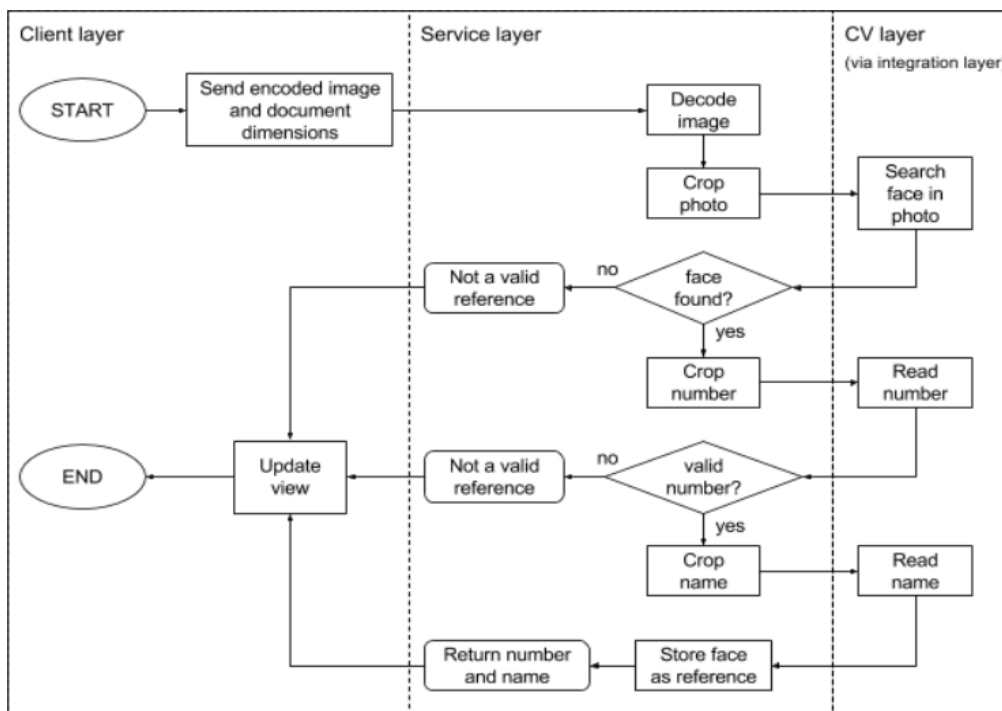 Client layer
Service layer
CV layer
(via integration layer)
START
Send encoded image
and document
dimensions
Decode
image
Crop
photo
Search
face in
photo
Not a valid
reference
no
face
found?
yes
Crop
number
Read
number
END
Update
view
Not a valid
reference
no
valid
number?
yes
Crop
name
Read
name
Return number
and name
Store face
as reference